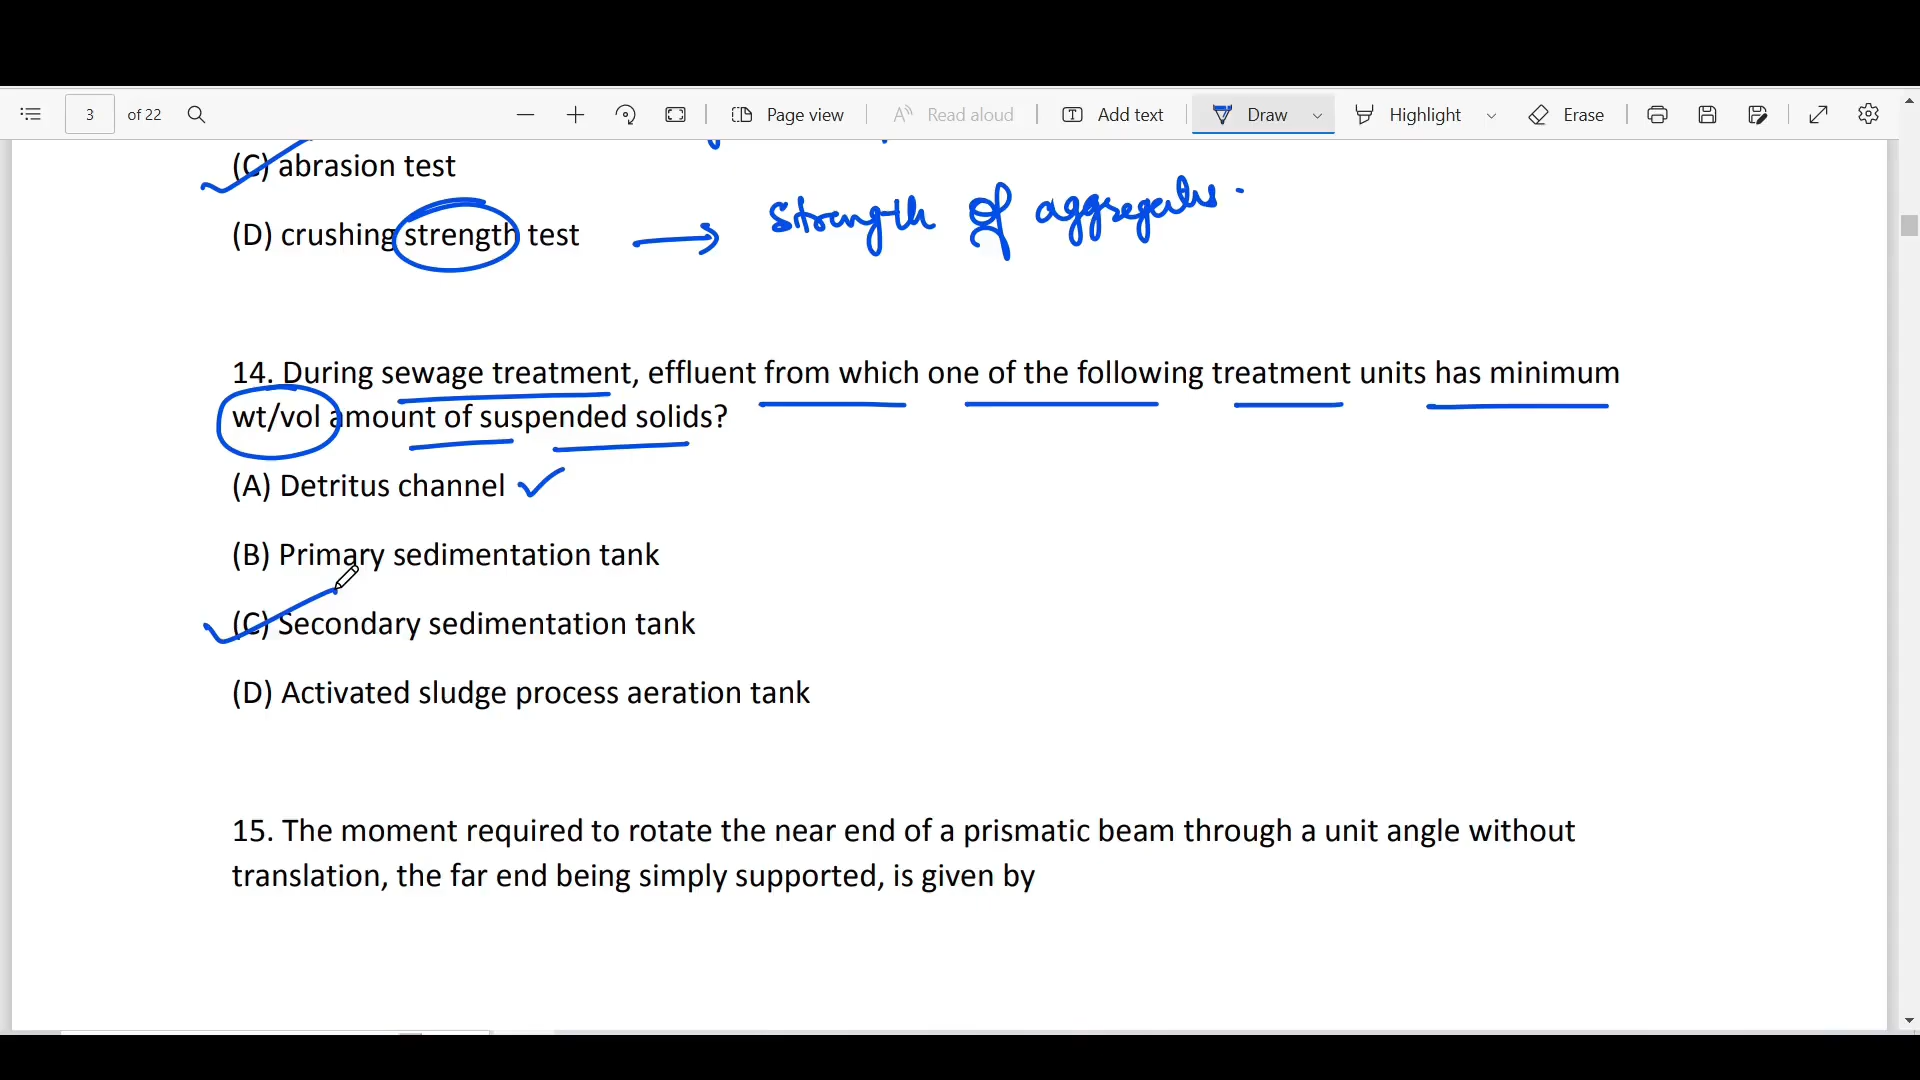 3 of 22 Page view Read aloud Add text Draw Highlight Erase
(C) abrasion test
(D) crushing strength test
strength of aggregates.
14. During sewage treatment, effluent from which one of the following treatment units has minimum
wt/vol amount of suspended solids?
(A) Detritus channel
(B) Primary sedimentation tank
(C) Secondary sedimentation tank
(D) Activated sludge process aeration tank
15. The moment required to rotate the near end of a prismatic beam through a unit angle without
translation, the far end being simply supported, is given by